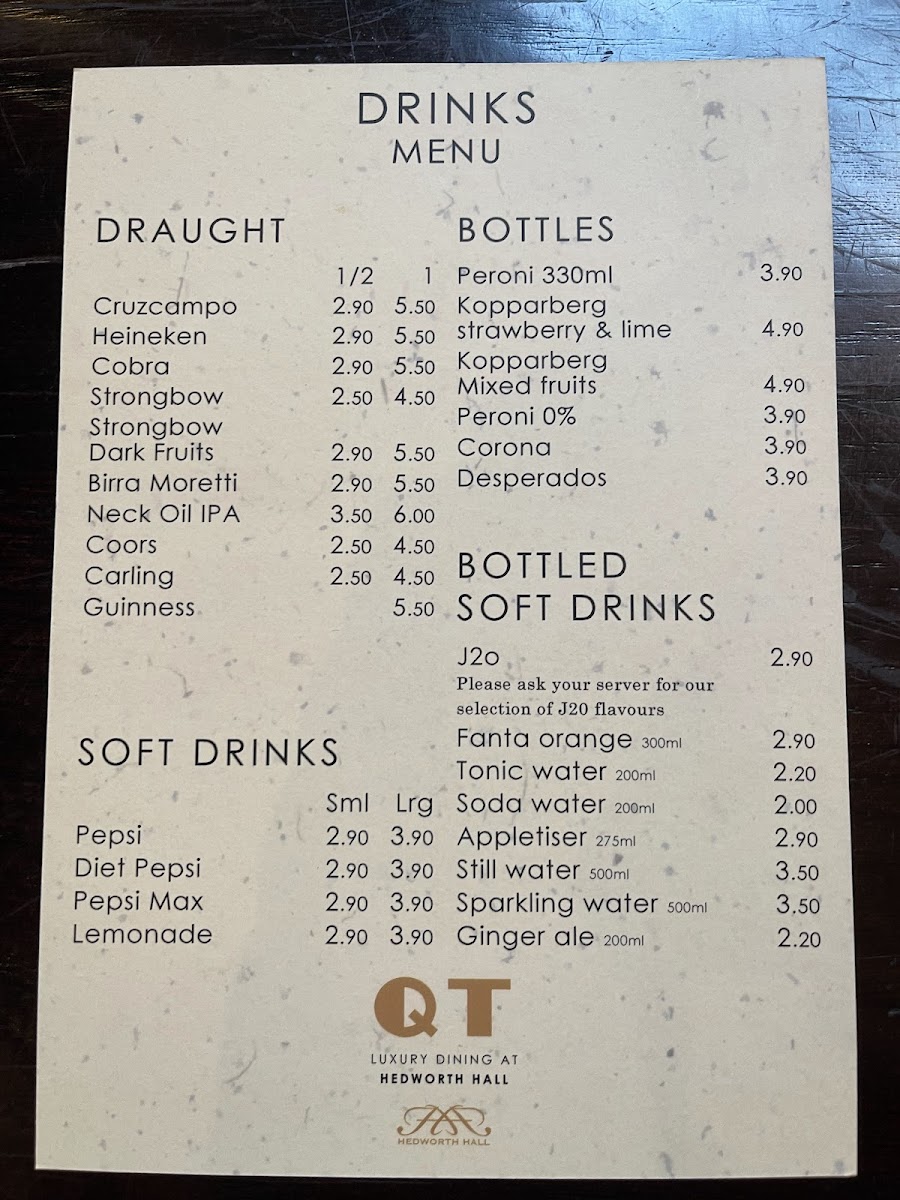 DRINKS
MENU
DRAUGHT
1/2 1
Cruzcampo 2.90 5.50
Heineken 2.90 5.50
Cobra 2.90 5.50
Strongbow 2.50 4.50
Strongbow
Dark Fruits 2.90 5.50
Birra Moretti 2.90 5.50
Neck Oil IPA 3.50 6.00
Coors 2.50 4.50
Carling 2.50 4.50
Guinness 5.50
SOFT DRINKS
Sml Lrg
Pepsi 2.90 3.90
Diet Pepsi 2.90 3.90
Pepsi Max 2.90 3.90
Lemonade 2.90 3.90
BOTTLES
Peroni 330ml 3.90
Kopparberg
strawberry & lime 4.90
Kopparberg
Mixed fruits 4.90
Peroni 0% 3.90
Corona 3.90
Desperados 3.90
BOTTLED
SOFT DRINKS
J2o 2.90
Please ask your server for our
selection of J20 flavours
Fanta orange 300ml 2.90
Tonic water 200ml 2.20
Soda water 200ml 2.00
Appletiser 275ml 2.90
Still water 500ml 3.50
Sparkling water 500ml 3.50
Ginger ale 200ml 2.20
QT
LUXURY DINING AT
HEDWORTH HALL
HEDWORTH HALL